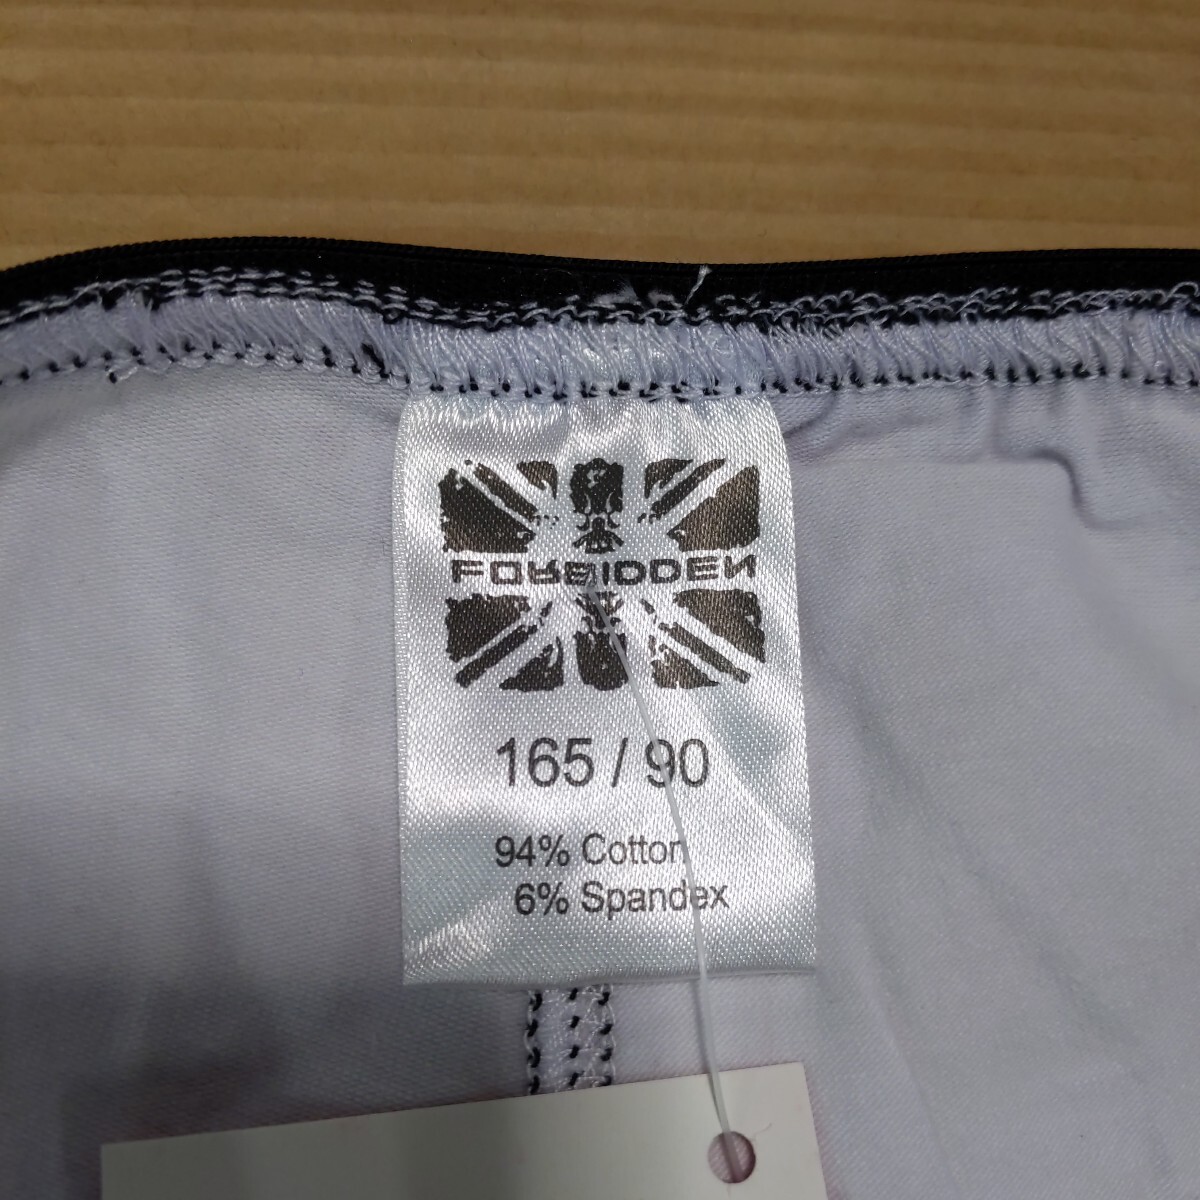 FORBIDDEN
165 / 90
94% Cotton
6% Spandex